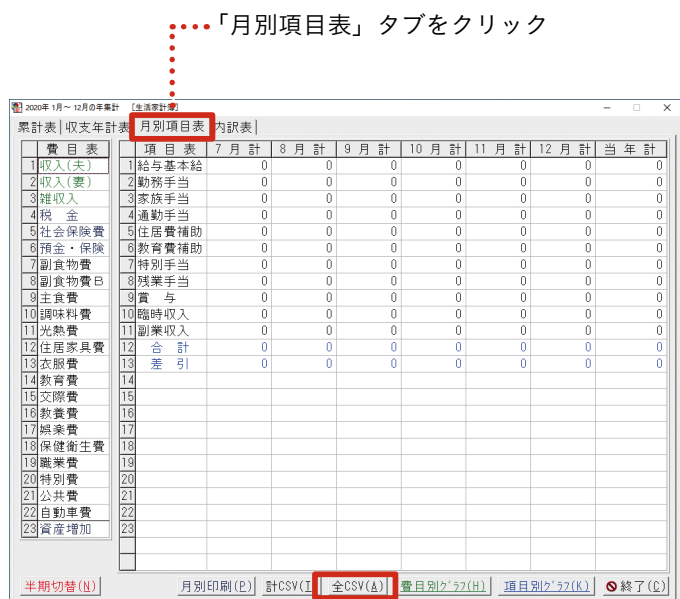 「月別項目表」タブをクリック
2020年 1月～ 12月の年集計 [生活家計簿]
累計表 収支年計表 月別項目表 内訳表
費 目 表 項 目 表 7 月 計 8 月 計 9 月 計 10 月 計 11 月 計 12 月 計 当 年 計
1 収入(夫) 1 給与基本給 0 0 0 0 0 0 0
2 収入(妻) 2 勤務手当 0 0 0 0 0 0 0
3 雑収入 3 家族手当 0 0 0 0 0 0 0
4 税 金 4 通勤手当 0 0 0 0 0 0 0
5 社会保険費 5 住居費補助 0 0 0 0 0 0 0
6 預金・保険 6 教育費補助 0 0 0 0 0 0 0
7 副食物費 7 特別手当 0 0 0 0 0 0 0
8 副食物費B 8 残業手当 0 0 0 0 0 0 0
9 主食費 9 賞 与 0 0 0 0 0 0 0
10 調味料費 10 臨時収入 0 0 0 0 0 0 0
11 光熱費 11 副業収入 0 0 0 0 0 0 0
12 住居家具費 12 合 計 0 0 0 0 0 0 0
13 衣服費 13 差 引 0 0 0 0 0 0 0
14 教育費 14
15 交際費 15
16 教養費 16
17 娯楽費 17
18 保健衛生費 18
19 職業費 19
20 特別費 20
21 公共費 21
22 自動車費 22
23 資産増加 23
半期切替(N) 月別印刷(P) 計CSV(T 全CSV(A) 費目別グラフ(H) 項目別グラフ(K) 終了(C)